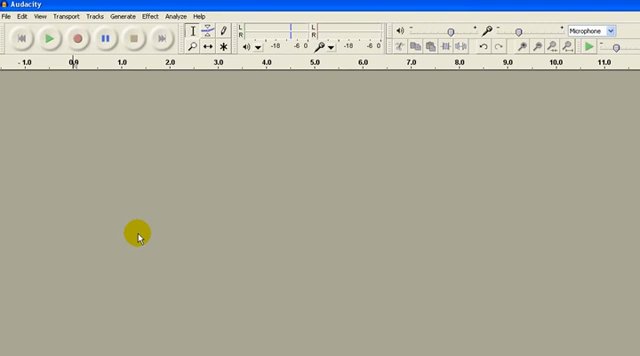 Audacity
File Edit View Transport Tracks Generate Effect Analyze Help
L R -18 -6 0 L R -18 -6 0
- + - + Microphone
- 1.0 0.0 1.0 2.0 3.0 4.0 5.0 6.0 7.0 8.0 9.0 10.0 11.0